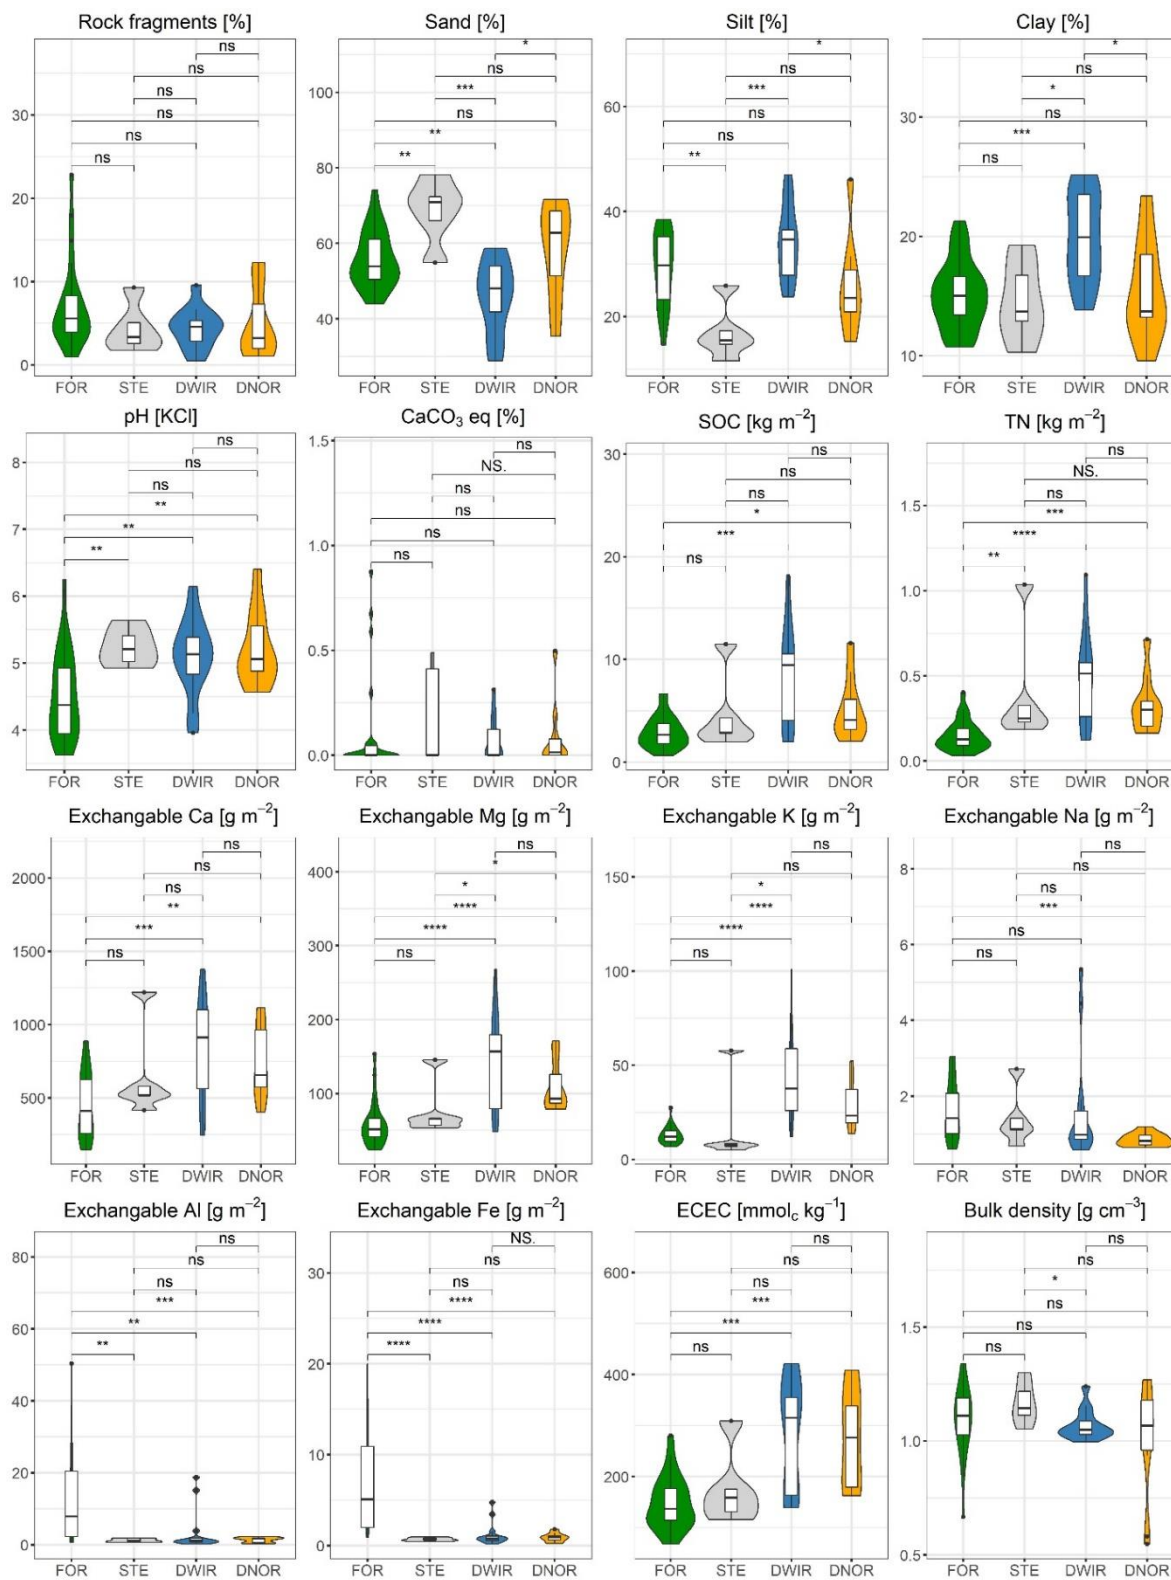 Rock fragments [%]
ns
ns
ns
ns
ns
ns
30
20
10
0
FOR STE DWIR DNOR
Sand [%]
*
ns
***
ns
**
**
100
80
60
40
FOR STE DWIR DNOR
Silt [%]
*
ns
***
ns
ns
**
60
40
20
FOR STE DWIR DNOR
Clay [%]
*
ns
*
ns
***
ns
30
20
10
FOR STE DWIR DNOR
pH [KCl]
ns
ns
ns
**
**
**
8
7
6
5
4
FOR STE DWIR DNOR
CaCO₃ eq [%]
ns
NS.
ns
ns
ns
ns
1.5
1.0
0.5
0.0
FOR STE DWIR DNOR
SOC [kg m⁻²]
ns
ns
ns
*
***
ns
30
20
10
0
FOR STE DWIR DNOR
TN [kg m⁻²]
ns
NS.
ns
***
****
**
1.5
1.0
0.5
0.0
FOR STE DWIR DNOR
Exchangable Ca [g m⁻²]
ns
ns
ns
**
***
ns
2000
1500
1000
500
FOR STE DWIR DNOR
Exchangable Mg [g m⁻²]
ns
*
*
****
****
ns
400
300
200
100
FOR STE DWIR DNOR
Exchangable K [g m⁻²]
ns
ns
*
****
****
ns
150
100
50
0
FOR STE DWIR DNOR
Exchangable Na [g m⁻²]
ns
ns
ns
***
ns
ns
8
6
4
2
FOR STE DWIR DNOR
Exchangable Al [g m⁻²]
ns
ns
ns
***
**
**
80
60
40
20
0
FOR STE DWIR DNOR
Exchangable Fe [g m⁻²]
NS.
ns
ns
****
****
****
30
20
10
0
FOR STE DWIR DNOR
ECEC [mmol꜀ kg⁻¹]
ns
ns
ns
***
***
ns
600
400
200
FOR STE DWIR DNOR
Bulk density [g cm⁻³]
ns
ns
*
ns
ns
ns
1.5
1.0
0.5
FOR STE DWIR DNOR